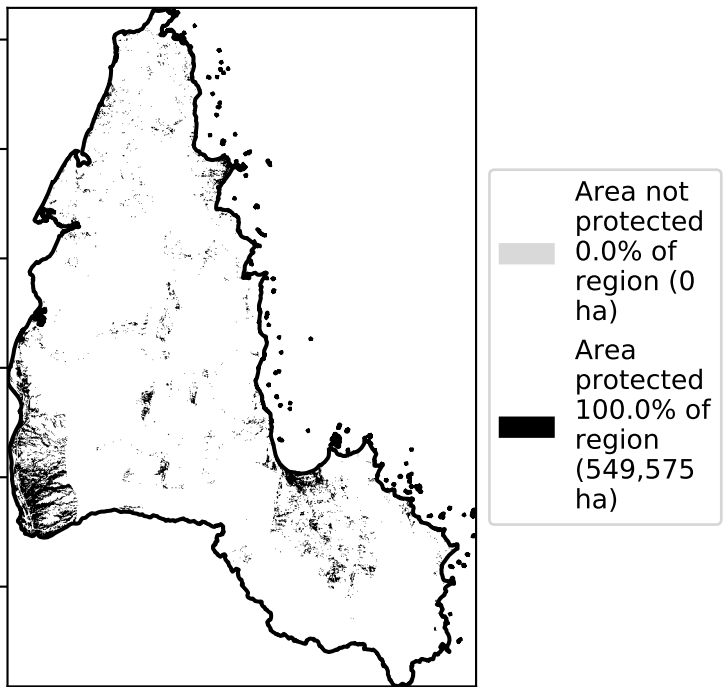 Area not
protected
0.0% of
region (0
ha)
Area
protected
100.0% of
region
(549,575
ha)